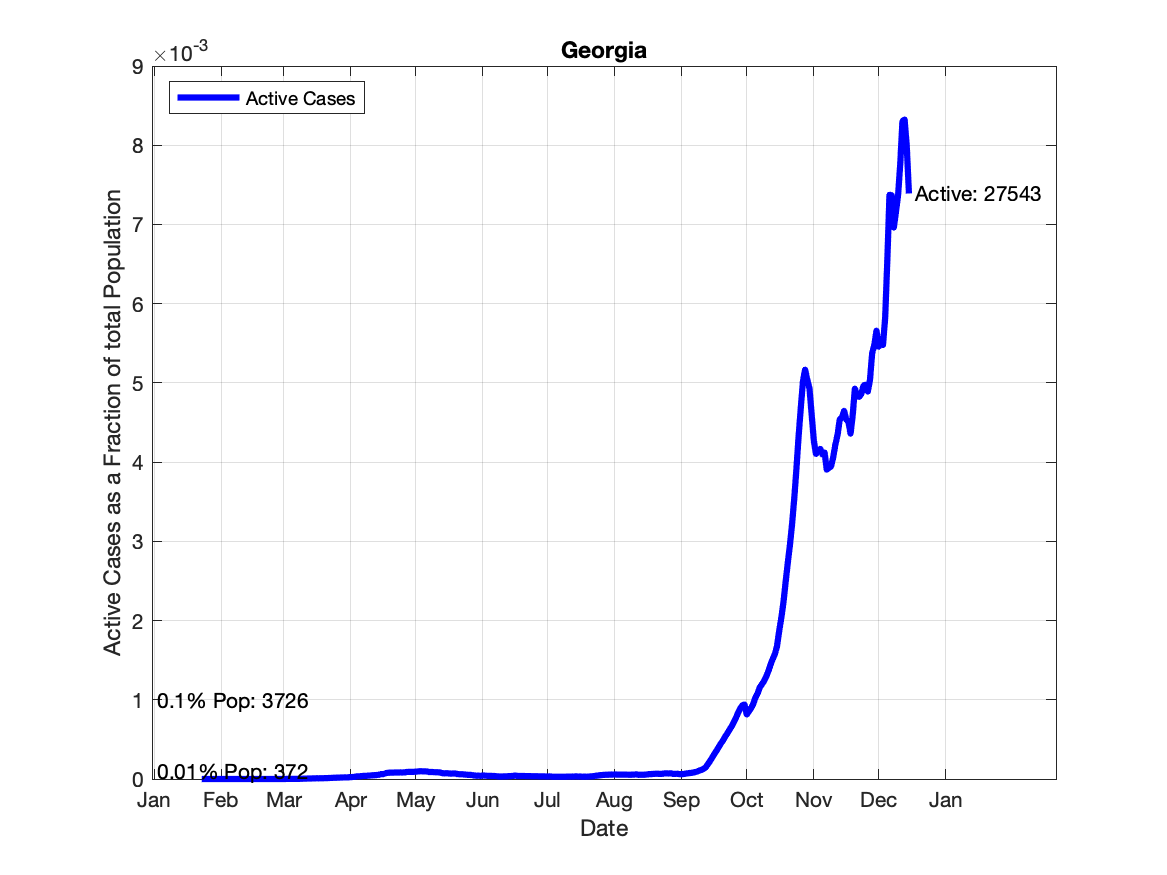 Georgia
×10-3
9
8
7
6
5
4
3
2
1
0
Active Cases
Active: 27543
0.1% Pop: 3726
0.01% Pop: 372
Jan Feb Mar Apr May Jun Jul Aug Sep Oct Nov Dec Jan
Date
Active Cases as a Fraction of total Population